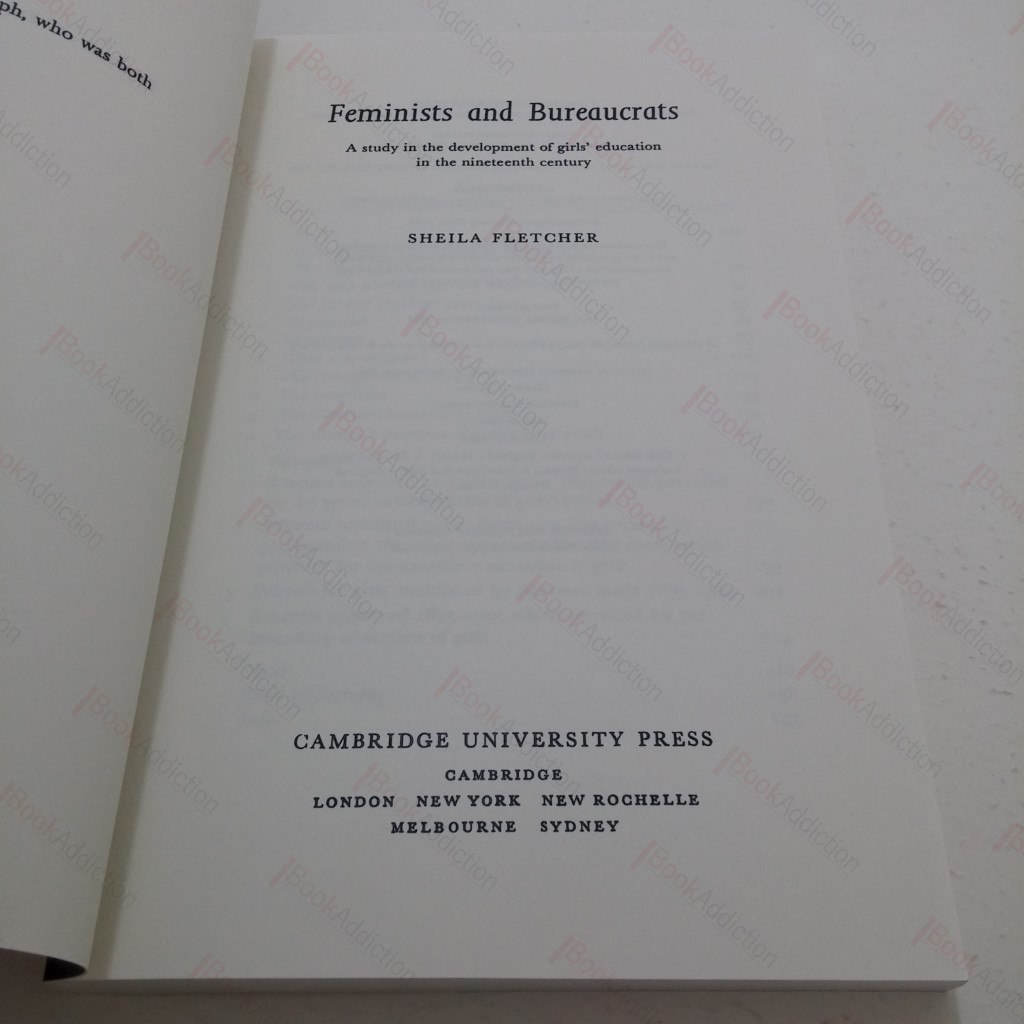 ph, who was both
Feminists and Bureaucrats
A study in the development of girls' education
in the nineteenth century
SHEILA FLETCHER
CAMBRIDGE UNIVERSITY PRESS
CAMBRIDGE
LONDON NEW YORK NEW ROCHELLE
MELBOURNE SYDNEY
BookAddiction